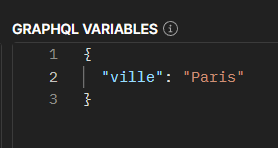 GRAPHQL VARIABLES
1 {
2 "ville": "Paris"
3 }